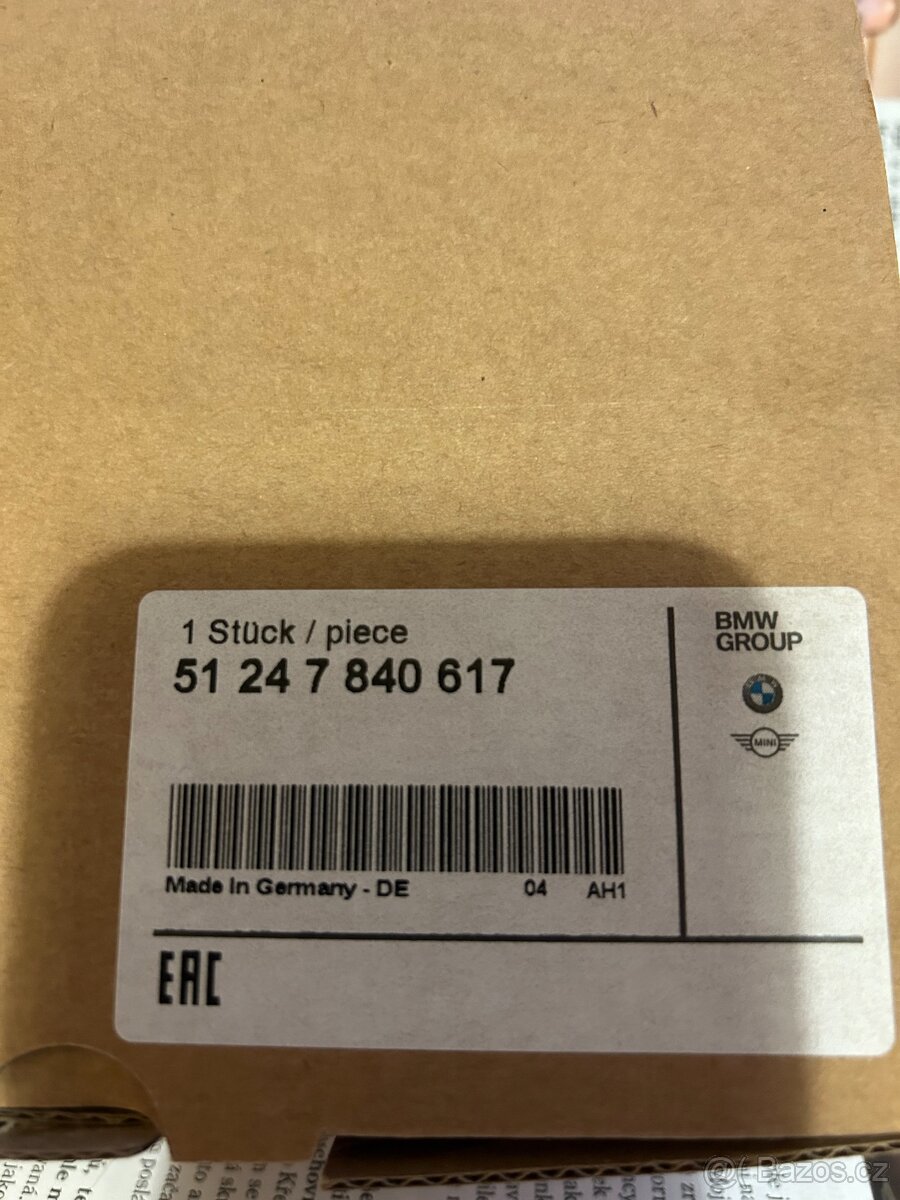 1 Stück / piece
51 24 7 840 617
BMW
GROUP
MINI
Made In Germany - DE 04 AH1
EAC
Bazos.cz